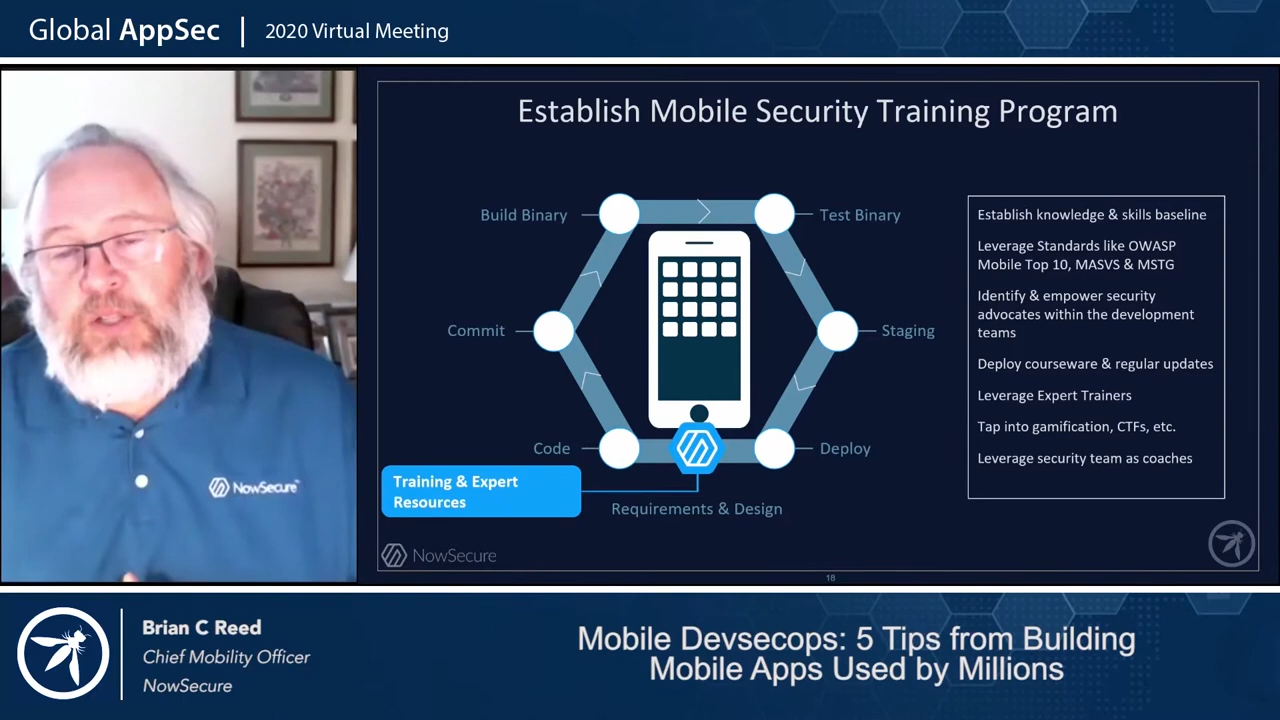 Global AppSec | 2020 Virtual Meeting
Establish Mobile Security Training Program
Build Binary
Test Binary
Commit
Staging
Code
Deploy
Training & Expert
Resources
Requirements & Design
Establish knowledge & skills baseline
Leverage Standards like OWASP
Mobile Top 10, MASVS & MSTG
Identify & empower security
advocates within the development
teams
Deploy courseware & regular updates
Leverage Expert Trainers
Tap into gamification, CTFs, etc.
Leverage security team as coaches
NowSecure™
NowSecure
18
Brian C Reed
Chief Mobility Officer
NowSecure
Mobile Devsecops: 5 Tips from Building
Mobile Apps Used by Millions